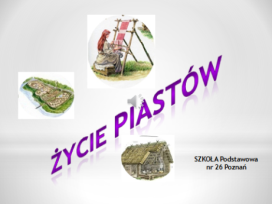 ŻYCIE PIASTÓW
SZKOŁA Podstawowa
nr 26 Poznań